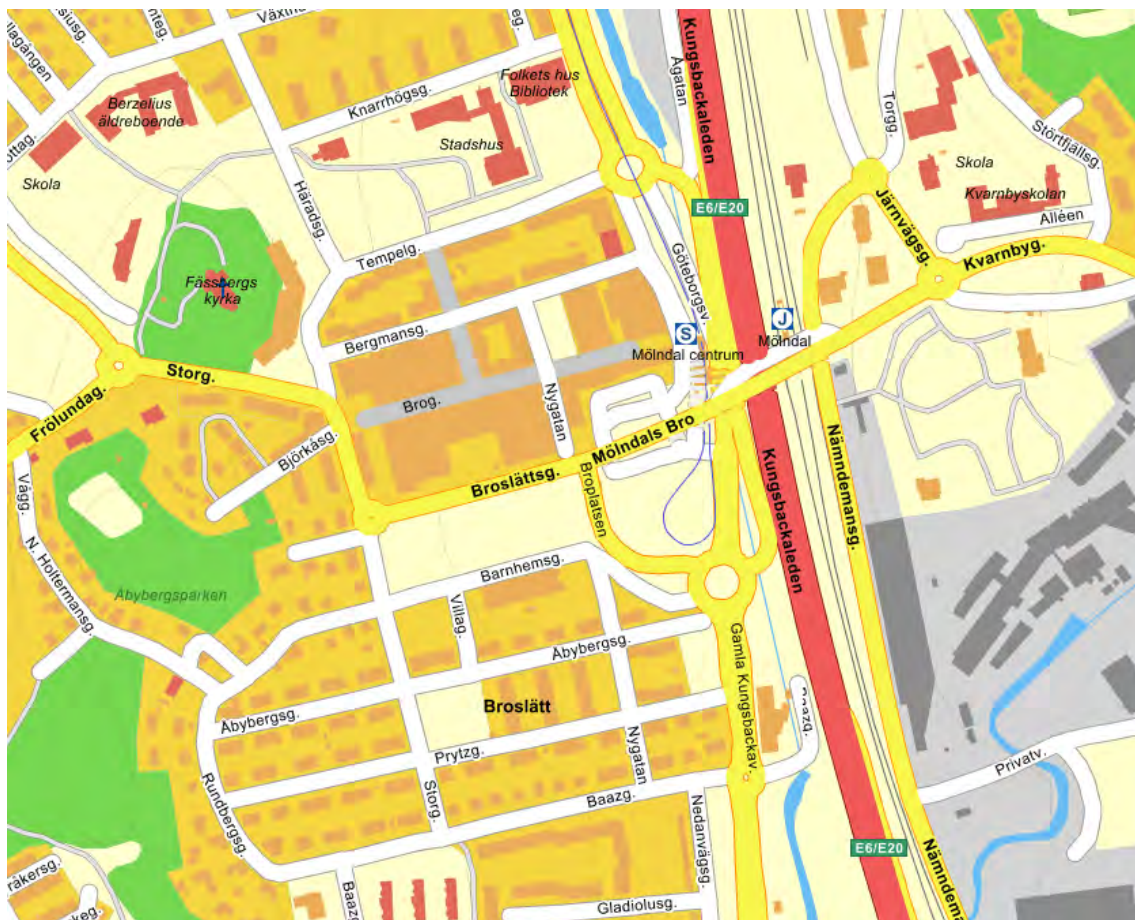 Kungsbackaleden
Ågatan
Folkets hus
Bibliotek
Berzelius
äldreboende
Knarrhögsg.
Stadshus
Torgg.
Störtfjällsg.
Skola
Skola
Kvarnbyskolan
Alléen
Häradsg.
E6/E20
Järnvägsg.
Kvarnbyg.
Tempelg.
Göteborgsv.
Fässbergs
kyrka
Bergmansg.
S
J
Mölndal
Mölndal centrum
Storg.
Frölundag.
Brog.
Nygatan
Mölndals Bro
Björkåsg.
Broslättsg.
Broplatsen
Kungsbackaleden
Nämndemansg.
Vägg.
N. Holtermansg.
Barnhemsg.
Åbybergsparken
Villag.
Åbybergsg.
Gamla Kungsbackav.
Broslätt
Åbybergsg.
Nygatan
Prytzg.
Baazg.
Storg.
Rundbergsg.
Baazg.
Privatv.
Nedanvägsg.
E6/E20
Baazg
Gladiolusg.